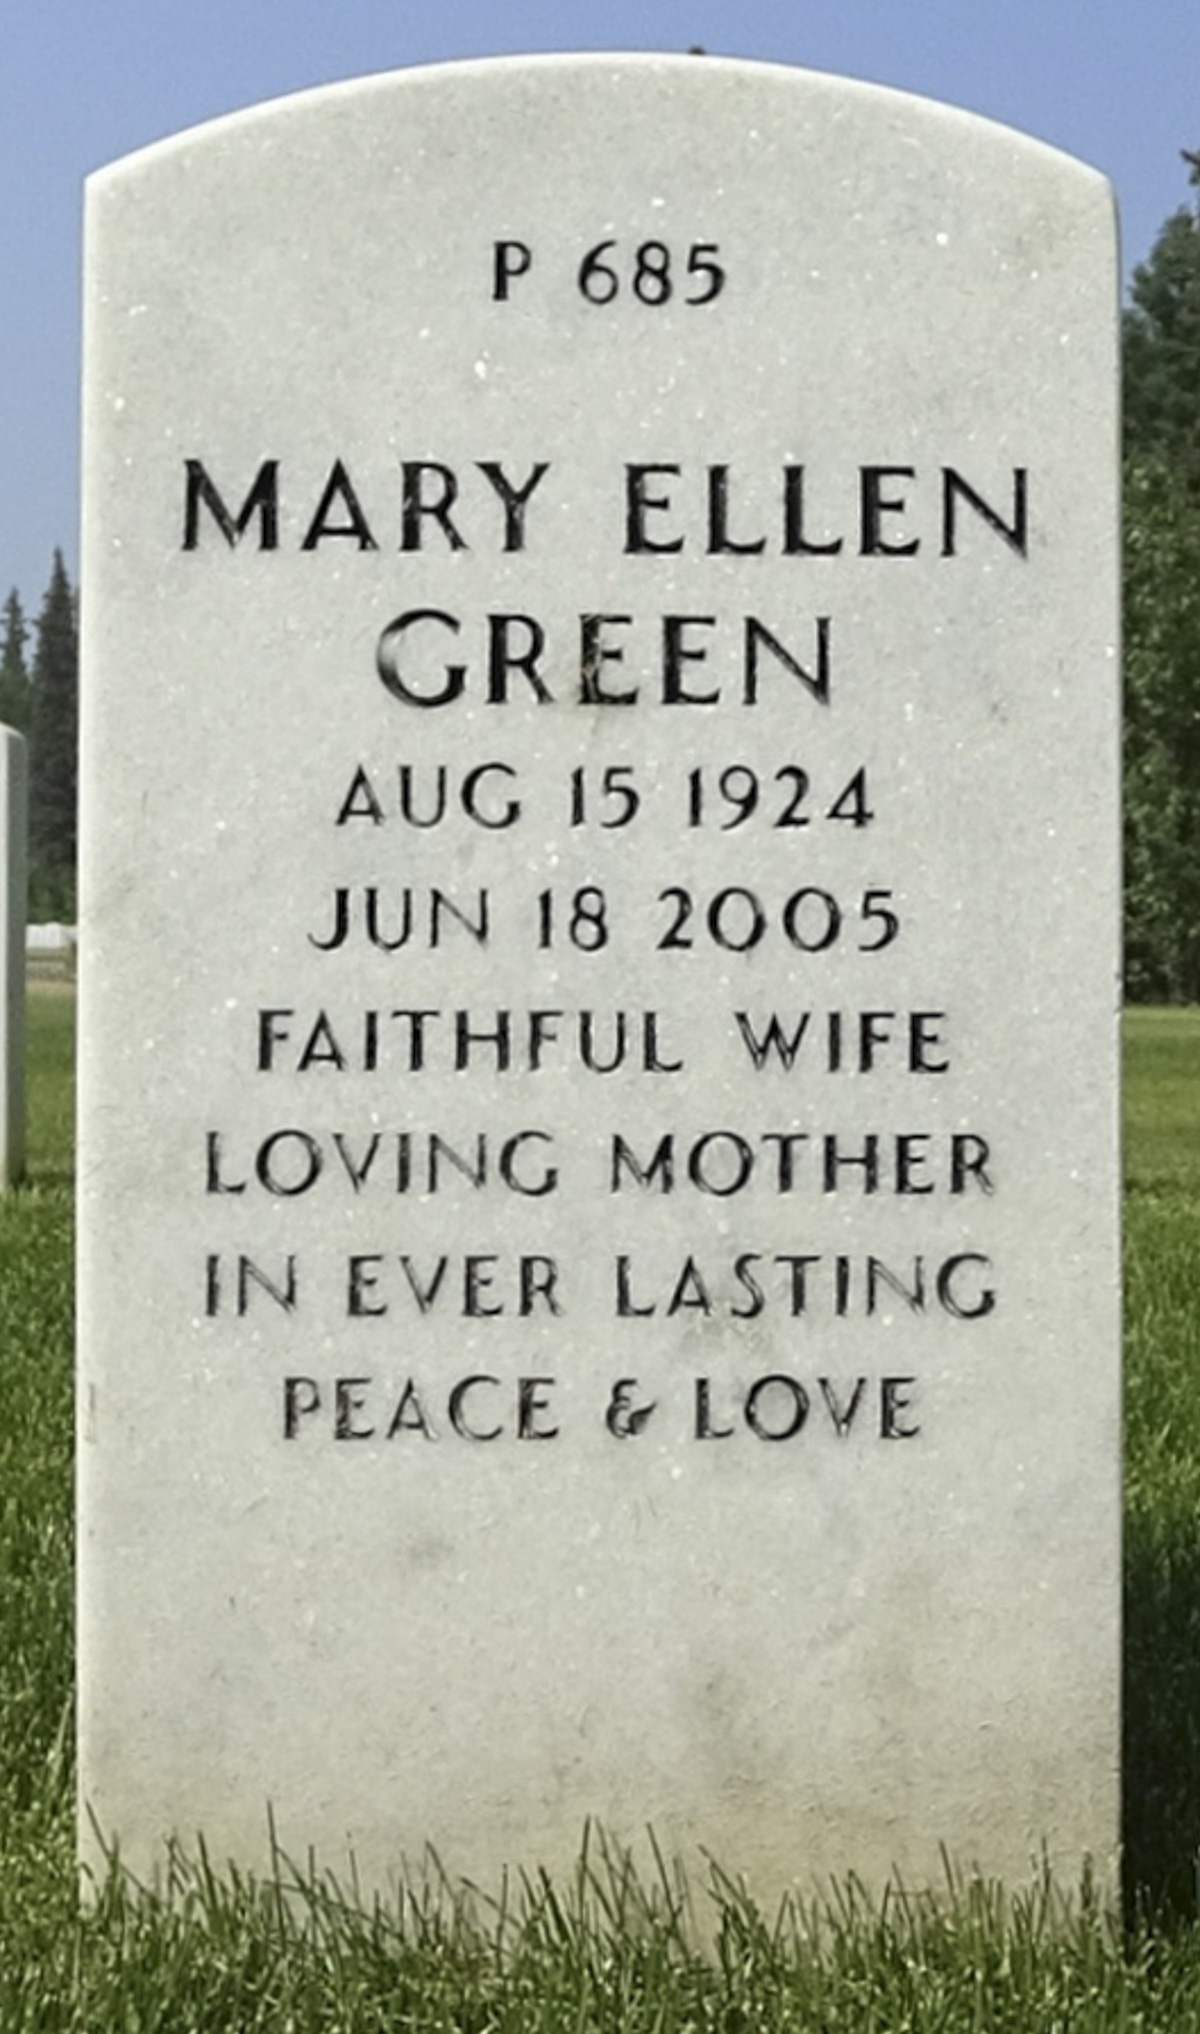 P 685
MARY ELLEN
GREEN
AUG 15 1924
JUN 18 2005
FAITHFUL WIFE
LOVING MOTHER
IN EVER LASTING
PEACE & LOVE